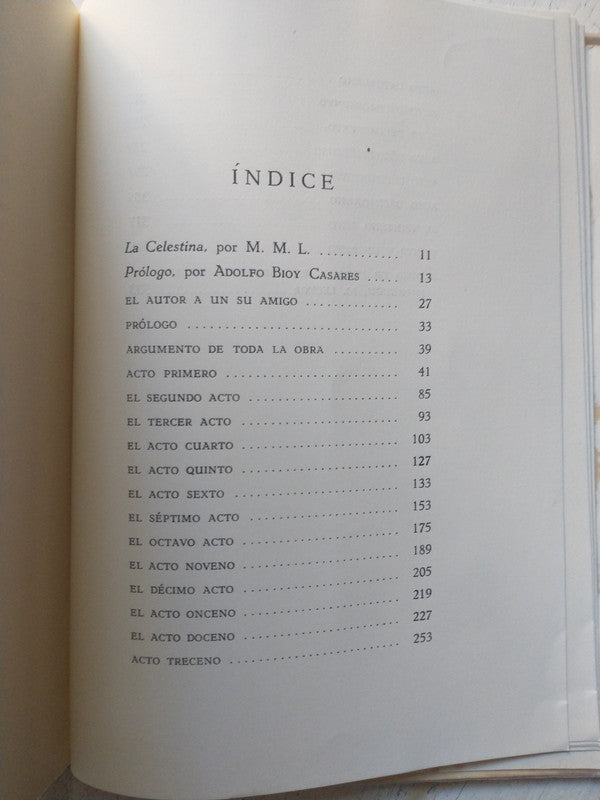 ÍNDICE
La Celestina, por M. M. L. ............ 11
Prólogo, por ADOLFO BIOY CASARES ..... 13
EL AUTOR A UN SU AMIGO ............. 27
PRÓLOGO ............................. 33
ARGUMENTO DE TODA LA OBRA .......... 39
ACTO PRIMERO ........................ 41
EL SEGUNDO ACTO ..................... 85
EL TERCER ACTO ...................... 93
EL ACTO CUARTO ...................... 103
EL ACTO QUINTO ...................... 127
EL ACTO SEXTO ....................... 133
EL SÉPTIMO ACTO ..................... 153
EL OCTAVO ACTO ...................... 175
EL ACTO NOVENO ...................... 189
EL DÉCIMO ACTO ...................... 205
EL ACTO ONCENO ...................... 219
EL ACTO DOCENO ...................... 227
ACTO TRECENO ........................ 253